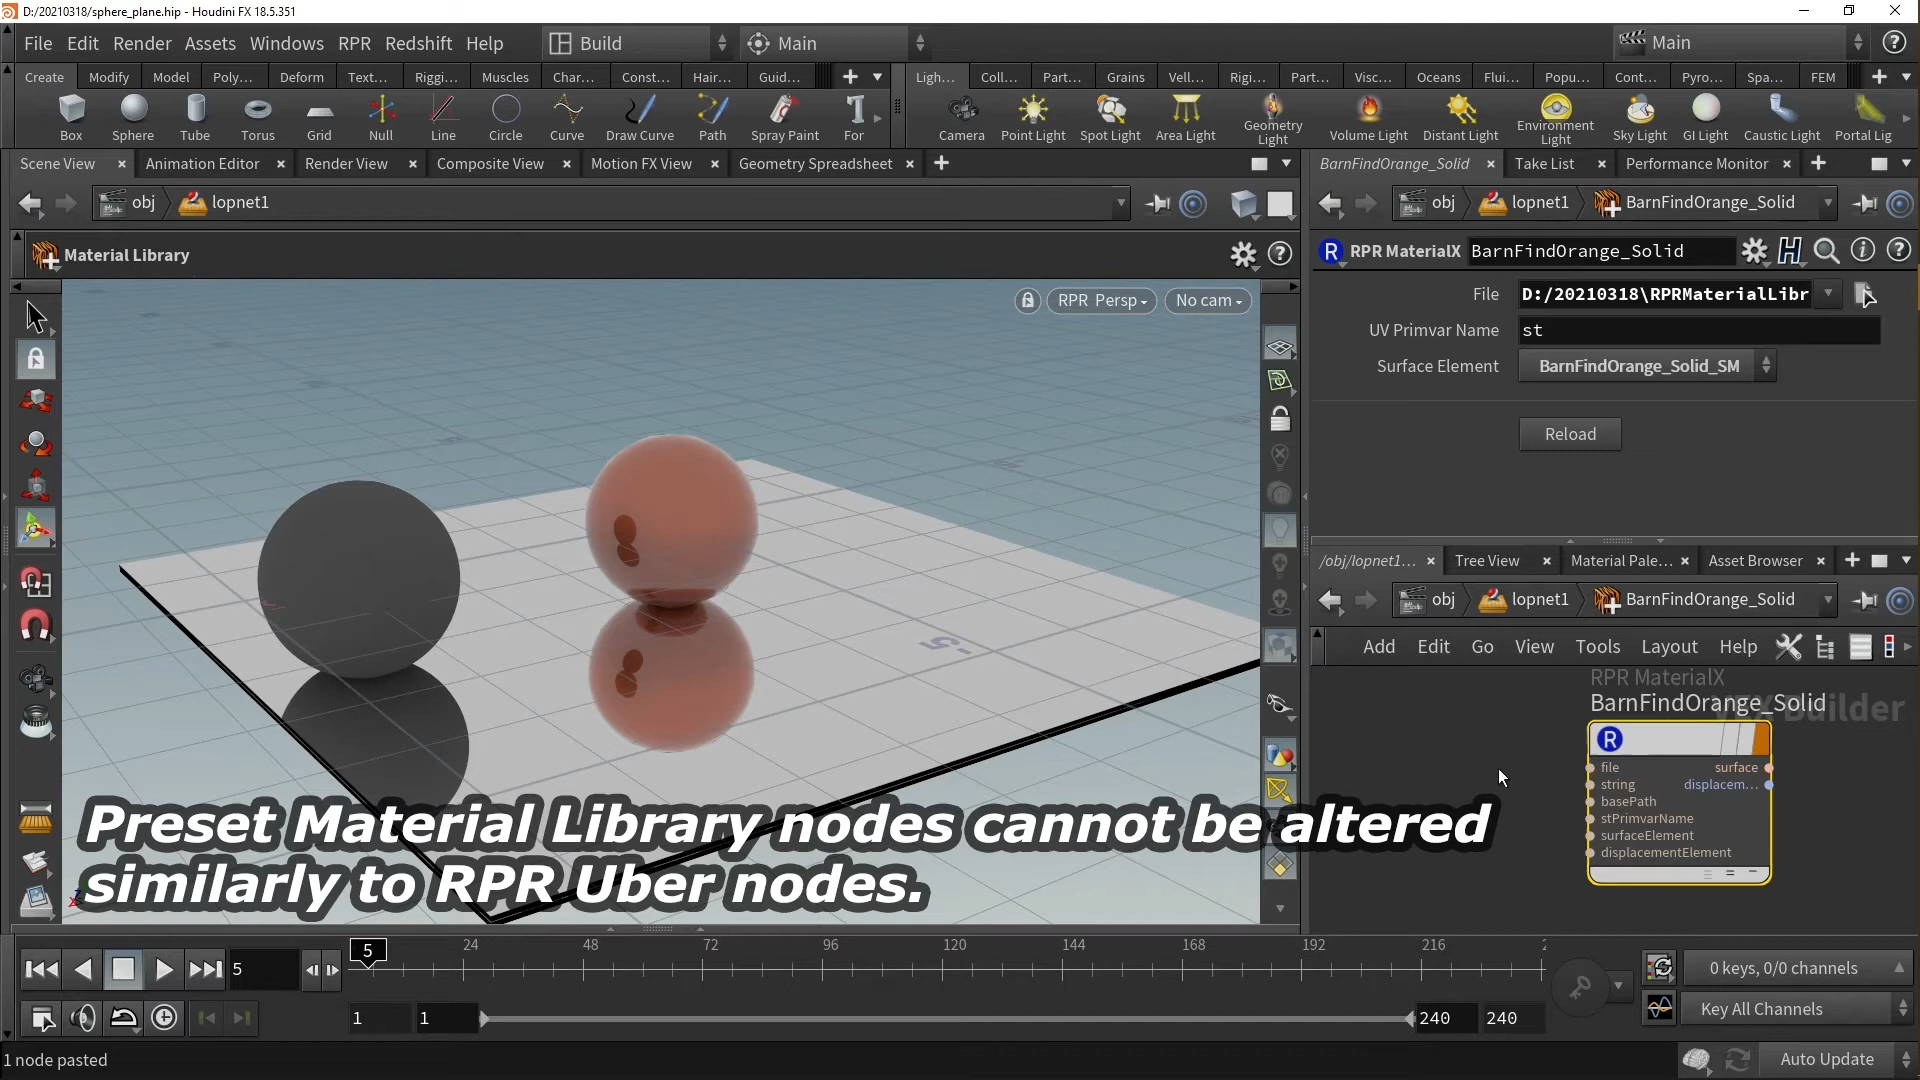 D:/20210318/sphere_plane.hip - Houdini FX 18.5.351
File Edit Render Assets Windows RPR Redshift Help
Build
Main
Main
Create Modify Model Poly... Deform Text... Riggi... Muscles Char... Const... Hair... Guid...
Ligh... Coll... Part... Grains Vell... Rigi... Part... Visc... Oceans Flui... Popu... Cont... Pyro... Spa... FEM
Box Sphere Tube Torus Grid Null Line Circle Curve Draw Curve Path Spray Paint For
Camera Point Light Spot Light Area Light Geometry Light Volume Light Distant Light Environment Light Sky Light GI Light Caustic Light Portal Lig
Scene View Animation Editor Render View Composite View Motion FX View Geometry Spreadsheet
BarnFindOrange_Solid Take List Performance Monitor
obj lopnet1
obj lopnet1 BarnFindOrange_Solid
Material Library
R RPR MaterialX BarnFindOrange_Solid
RPR Persp No cam
File D:/20210318\RPRMaterialLibr
UV Primvar Name st
Surface Element BarnFindOrange_Solid_SM
Reload
/obj/lopnet1... Tree View Material Pale... Asset Browser
obj lopnet1 BarnFindOrange_Solid
Add Edit Go View Tools Layout Help
RPR MaterialX
BarnFindOrange_Solid
VEX Builder
R
file surface
string displacem...
basePath
stPrimvarName
surfaceElement
displacementElement
-5
Preset Material Library nodes cannot be altered
similarly to RPR Uber nodes.
5 24 48 72 96 120 144 168 192 216
5
0 keys, 0/0 channels
1 1 240 240
Key All Channels
1 node pasted
Auto Update